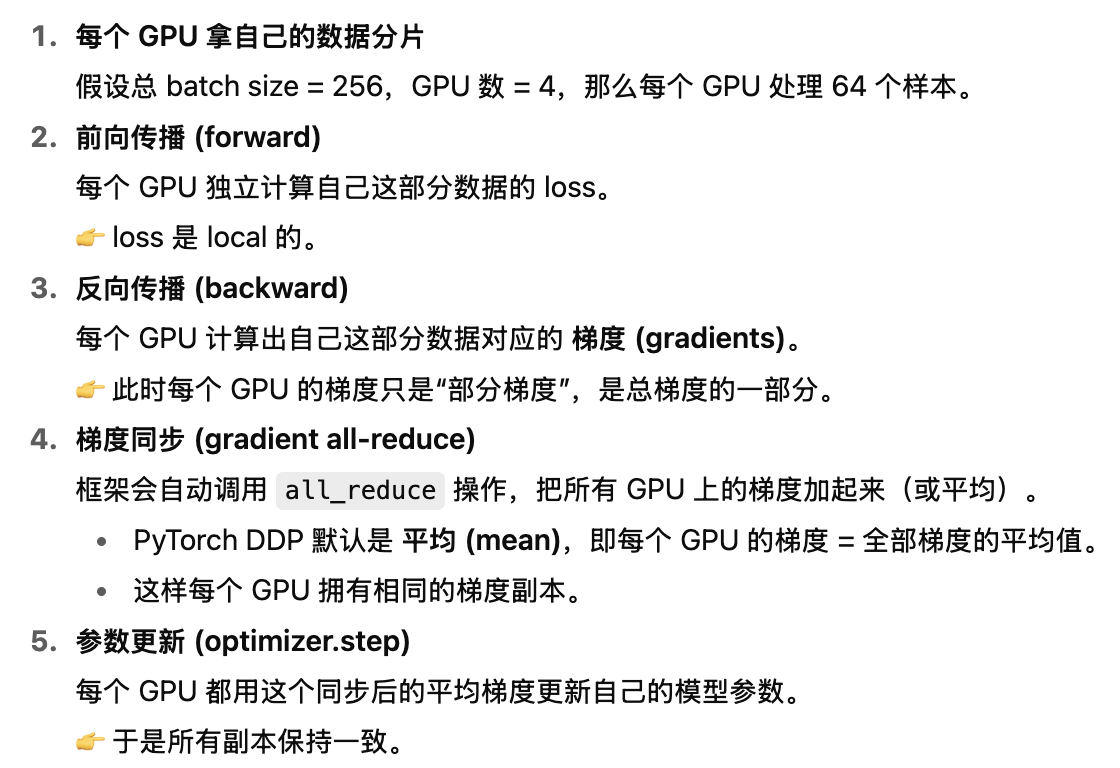 1. 每个 GPU 拿自己的数据分片
假设总 batch size = 256，GPU 数 = 4，那么每个 GPU 处理 64 个样本。
2. 前向传播 (forward)
每个 GPU 独立计算自己这部分数据的 loss。
👉 loss 是 local 的。
3. 反向传播 (backward)
每个 GPU 计算出自己这部分数据对应的 梯度 (gradients)。
👉 此时每个 GPU 的梯度只是“部分梯度”，是总梯度的一部分。
4. 梯度同步 (gradient all-reduce)
框架会自动调用 all_reduce 操作，把所有 GPU 上的梯度加起来（或平均）。
• PyTorch DDP 默认是 平均 (mean)，即每个 GPU 的梯度 = 全部梯度的平均值。
• 这样每个 GPU 拥有相同的梯度副本。
5. 参数更新 (optimizer.step)
每个 GPU 都用这个同步后的平均梯度更新自己的模型参数。
👉 于是所有副本保持一致。